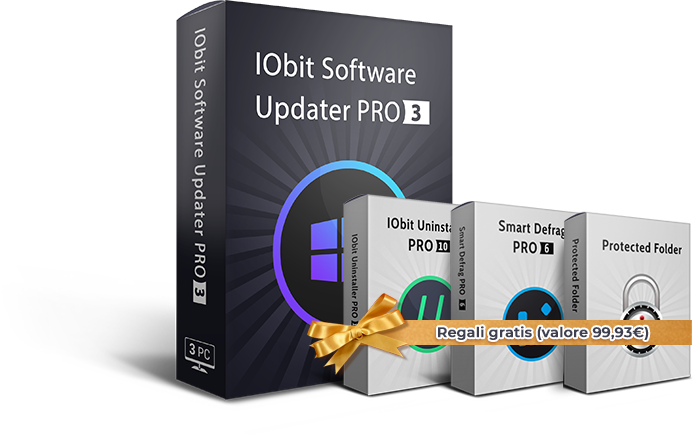 IObit Software
Updater PRO 3
IObit Software Updater PRO 3
3 PC
IObit Uninstall
PRO 10
IObit Uninstaller PRO
Smart Defrag
PRO 6
Smart Defrag PRO 6
Protected Folder
Protected Folder
Regali gratis (valore 99,93€)